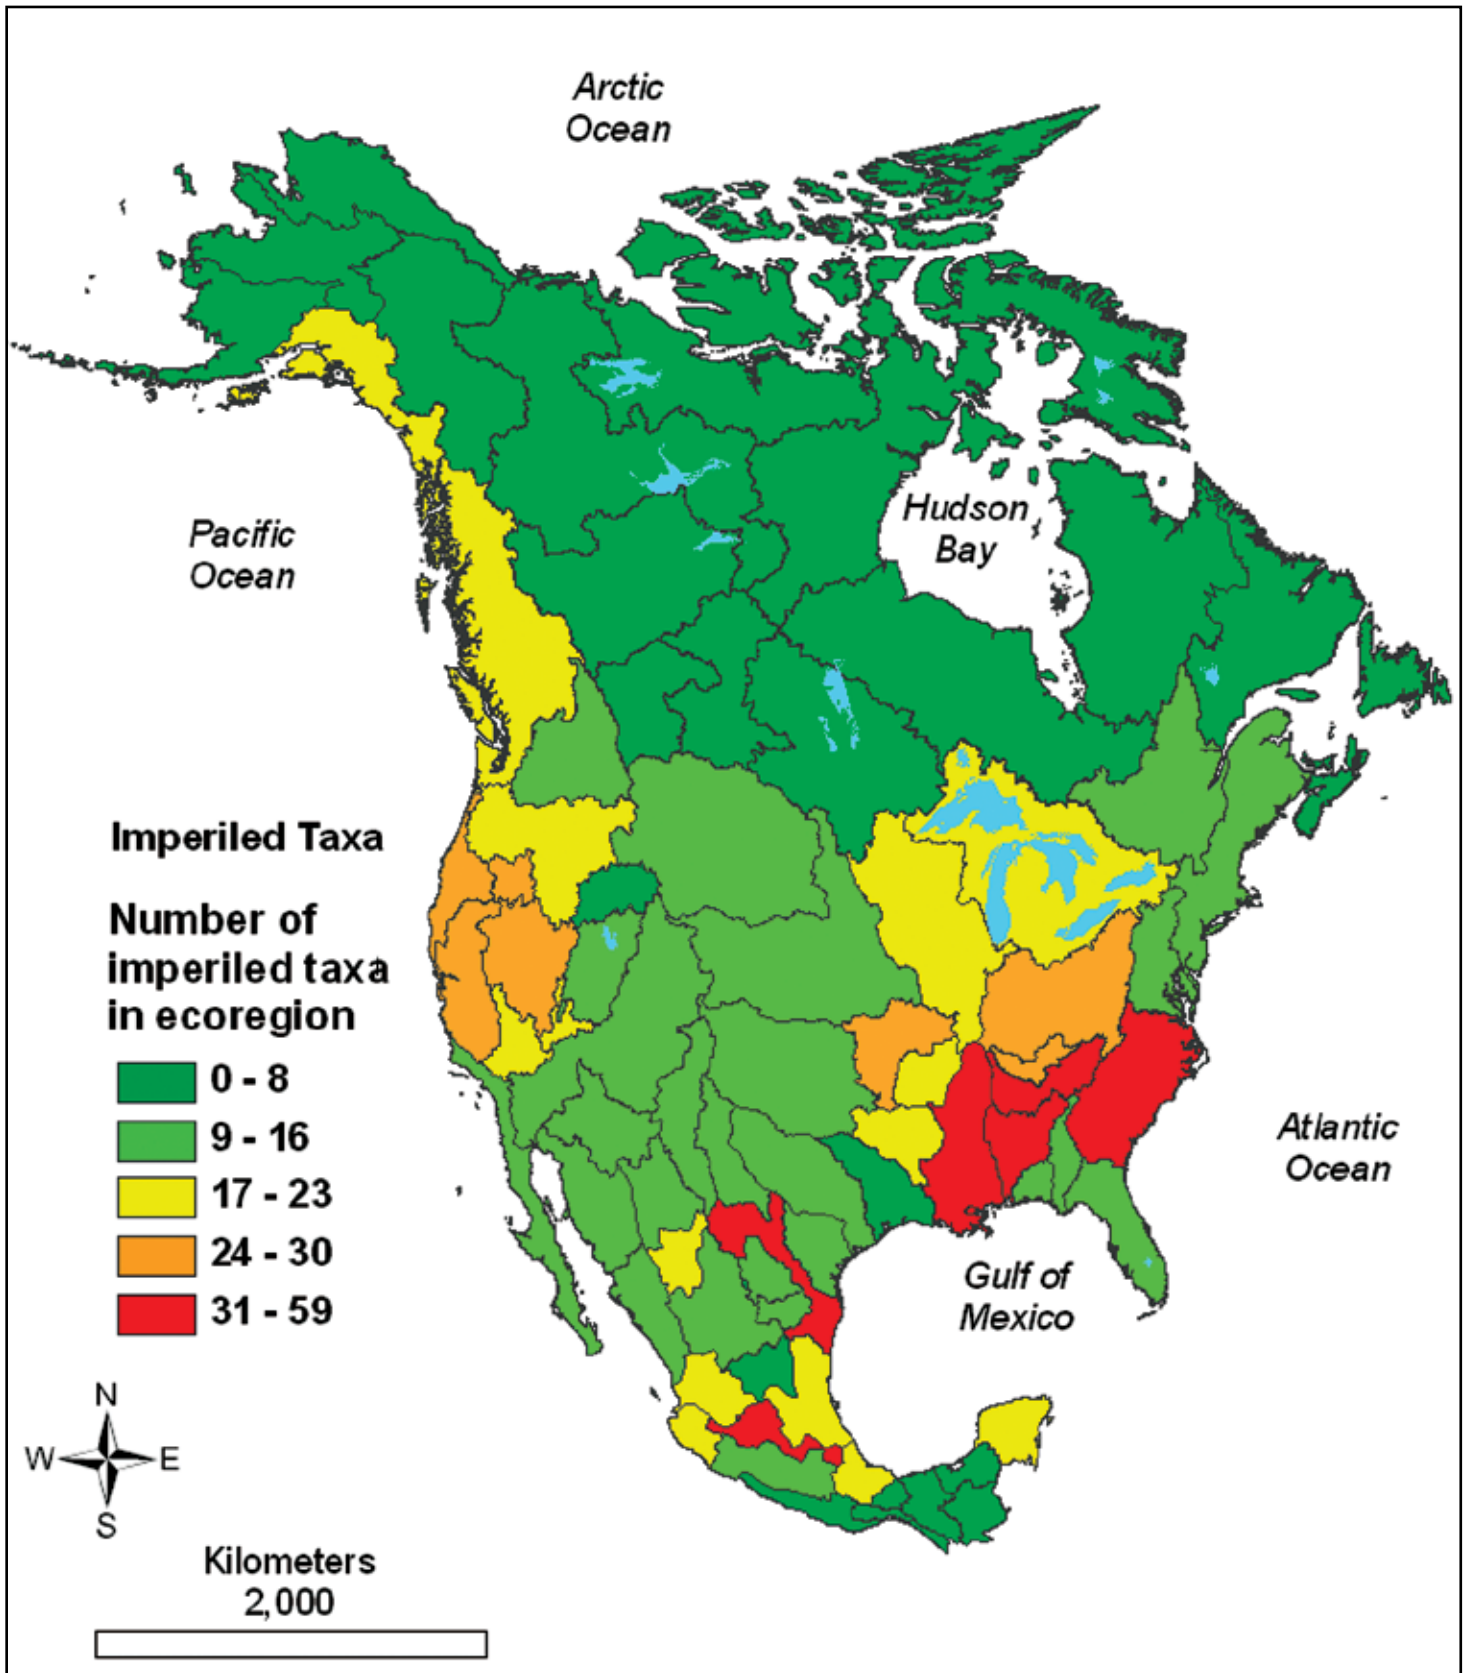 Arctic
Ocean
Hudson
Bay
Pacific
Ocean
Imperiled Taxa
Number of
imperiled taxa
in ecoregion
0 - 8
9 - 16
17 - 23
24 - 30
31 - 59
Atlantic
Ocean
Gulf of
Mexico
N
W E
S
Kilometers
2,000